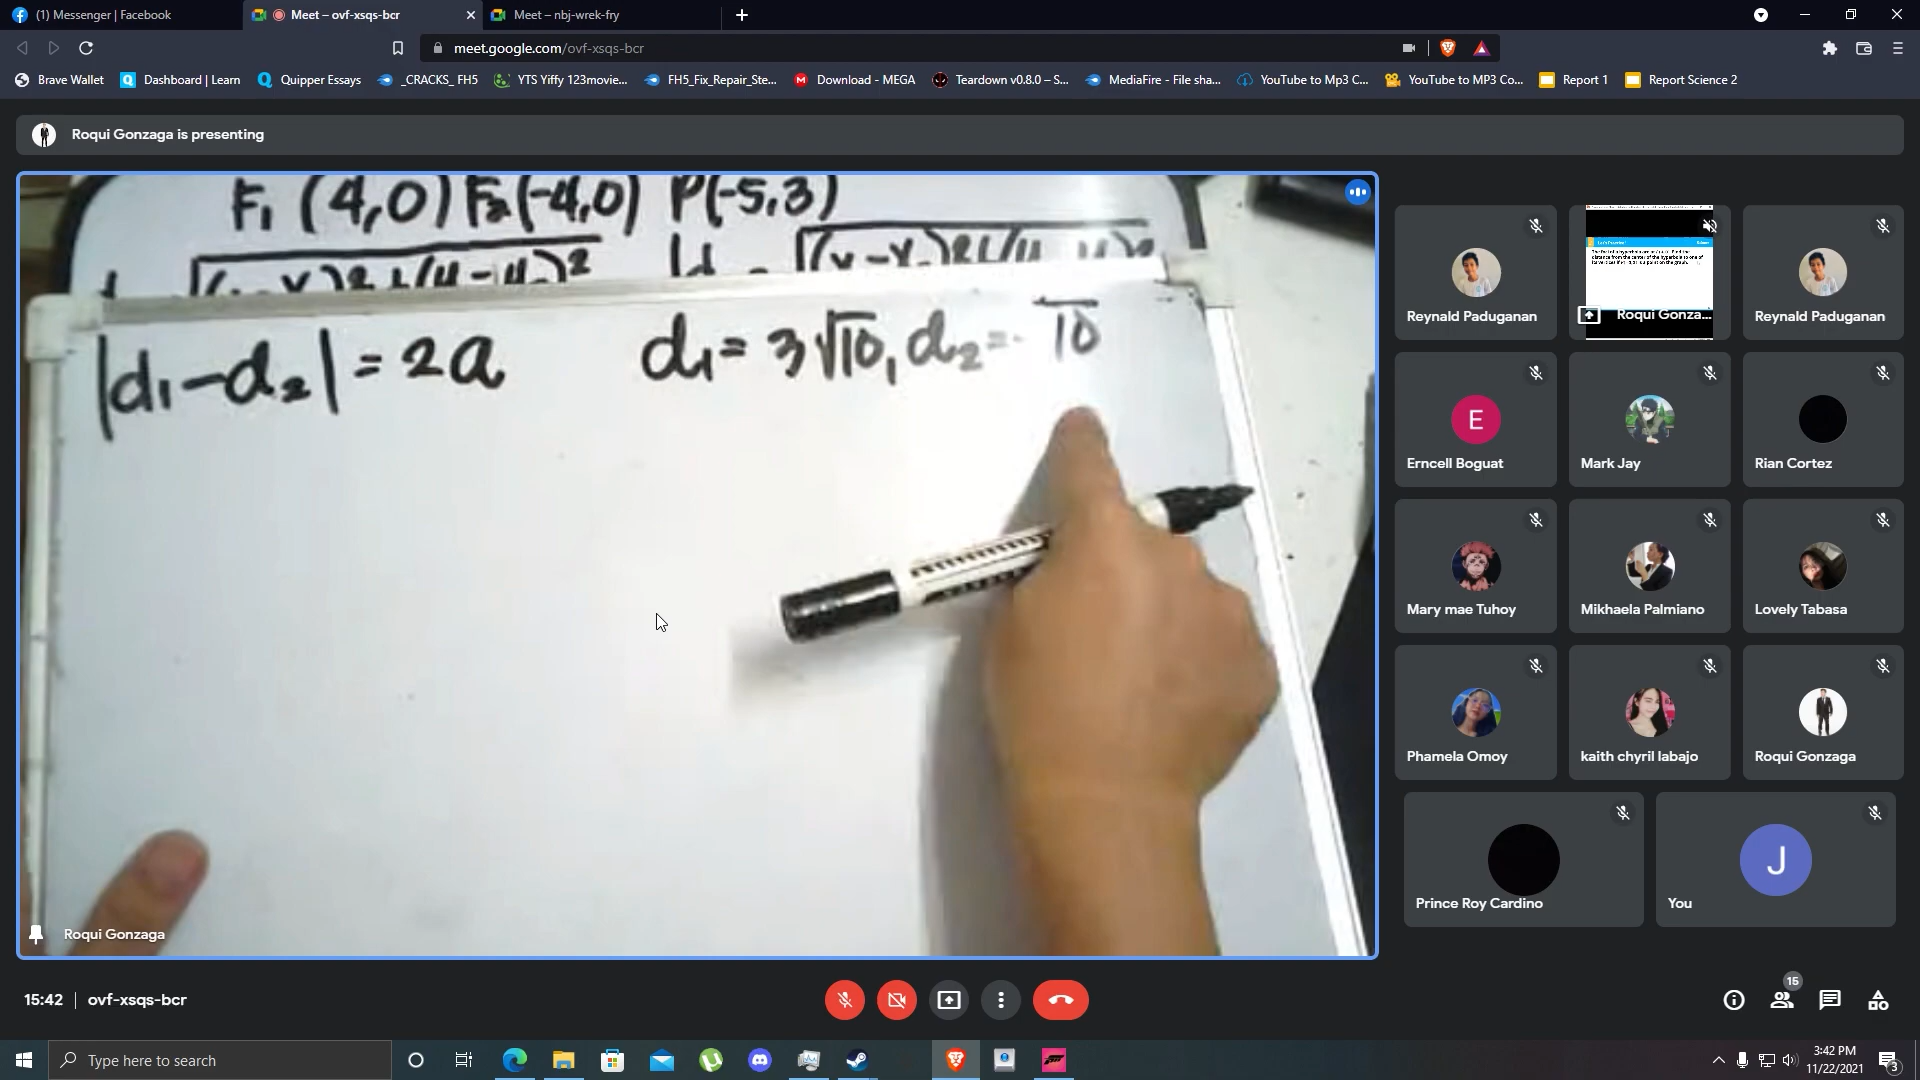 (1) Messenger | Facebook
Meet – ovf-xsqs-bcr
Meet – nbj-wrek-fry
meet.google.com/ovf-xsqs-bcr
Brave Wallet
Dashboard | Learn
Quipper Essays
_CRACKS_ FH5
YTS Yiffy 123movie...
FH5_Fix_Repair_Ste...
Download - MEGA
Teardown v0.8.0 – S...
MediaFire - File sha...
YouTube to Mp3 C...
YouTube to MP3 Co...
Report 1
Report Science 2
Roqui Gonzaga is presenting
F₁ (4,0) F₂(-4,0) P(-5,3)
|d₁-d₂| = 2a
d₁= 3√10, d₂=
10
Roqui Gonzaga
Reynald Paduganan
Roqui Gonza...
Reynald Paduganan
E
Erncell Boguat
Mark Jay
Rian Cortez
Mary mae Tuhoy
Mikhaela Palmiano
Lovely Tabasa
Phamela Omoy
kaith chyril labajo
Roqui Gonzaga
Prince Roy Cardino
J
You
15:42 | ovf-xsqs-bcr
15
Type here to search
3:42 PM
11/22/2021
3